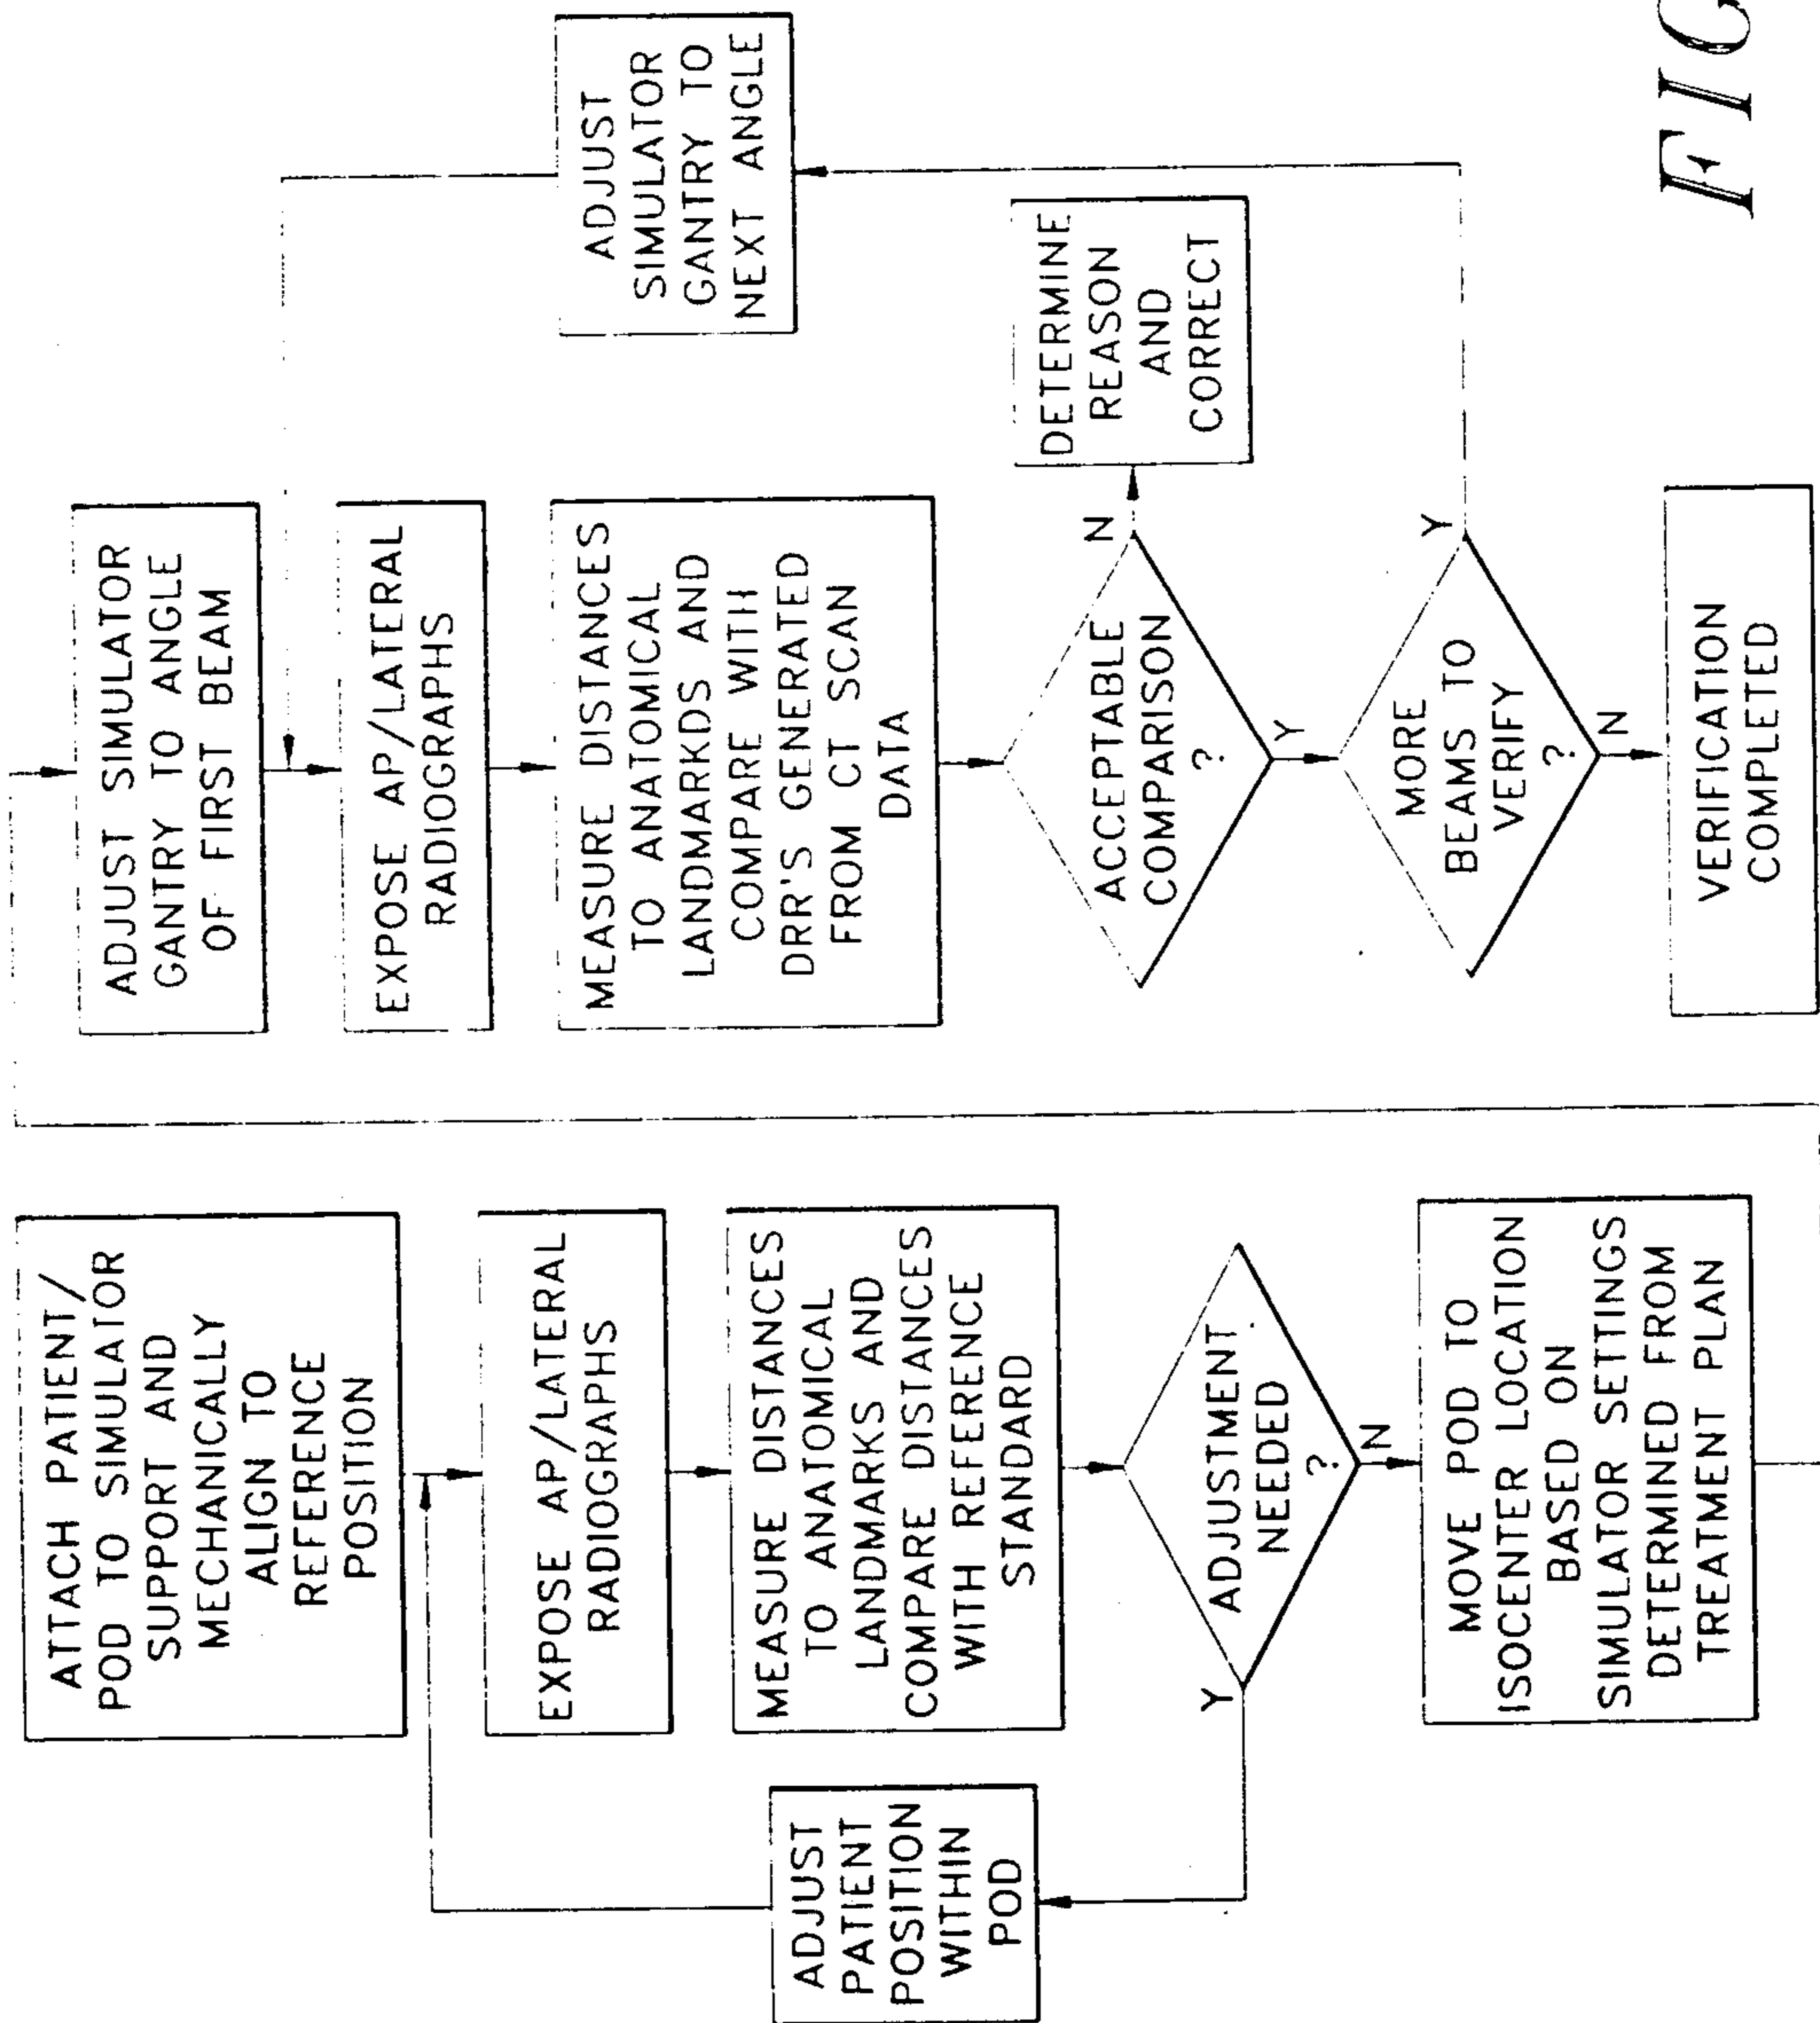 ATTACH PATIENT/
POD TO SIMULATOR
SUPPORT AND
MECHANICALLY
ALIGN TO
REFERENCE
POSITION
EXPOSE AP/LATERAL
RADIOGRAPHS
MEASURE DISTANCES
TO ANATOMICAL
LANDMARKS AND
COMPARE DISTANCES
WITH REFERENCE
STANDARD
ADJUSTMENT
NEEDED
?
Y
N
ADJUST
PATIENT
POSITION
WITHIN
POD
MOVE POD TO
ISOCENTER LOCATION
BASED ON
SIMULATOR SETTINGS
DETERMINED FROM
TREATMENT PLAN
ADJUST SIMULATOR
GANTRY TO ANGLE
OF FIRST BEAM
EXPOSE AP/LATERAL
RADIOGRAPHS
MEASURE DISTANCES
TO ANATOMICAL
LANDMARKDS AND
COMPARE WITH
DRR'S GENERATED
FROM CT SCAN
DATA
ACCEPTABLE
COMPARISON
?
N
Y
DETERMINE
REASON
AND
CORRECT
MORE
BEAMS TO
VERIFY
?
Y
N
ADJUST
SIMULATOR
GANTRY TO
NEXT ANGLE
VERIFICATION
COMPLETED
FIG